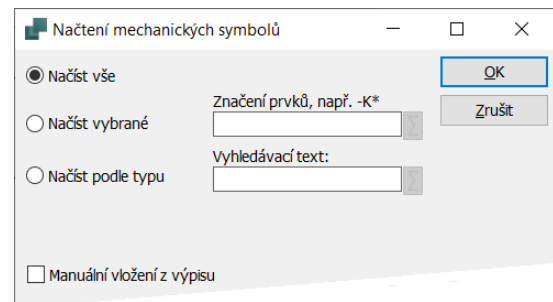 Načtení mechanických symbolů
Načíst vše
OK
Značení prvků, např. -K*
Zrušit
Načíst vybrané
Σ
Vyhledávací text:
Načíst podle typu
Σ
Manuální vložení z výpisu